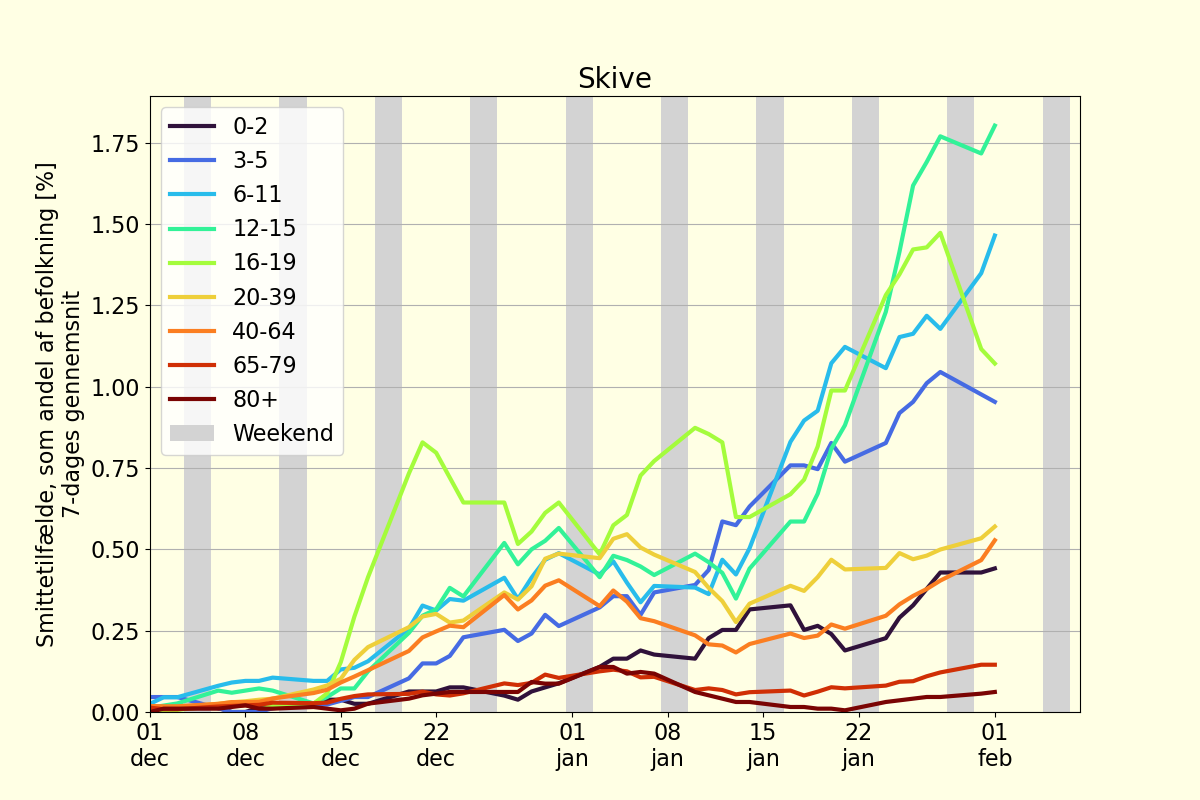 Skive
Smittetilfælde, som andel af befolkning [%]
7-dages gennemsnit
1.75
1.50
1.25
1.00
0.75
0.50
0.25
0.00
0-2
3-5
6-11
12-15
16-19
20-39
40-64
65-79
80+
Weekend
01 08 15 22 01 08 15 22 01
dec dec dec dec jan jan jan jan feb